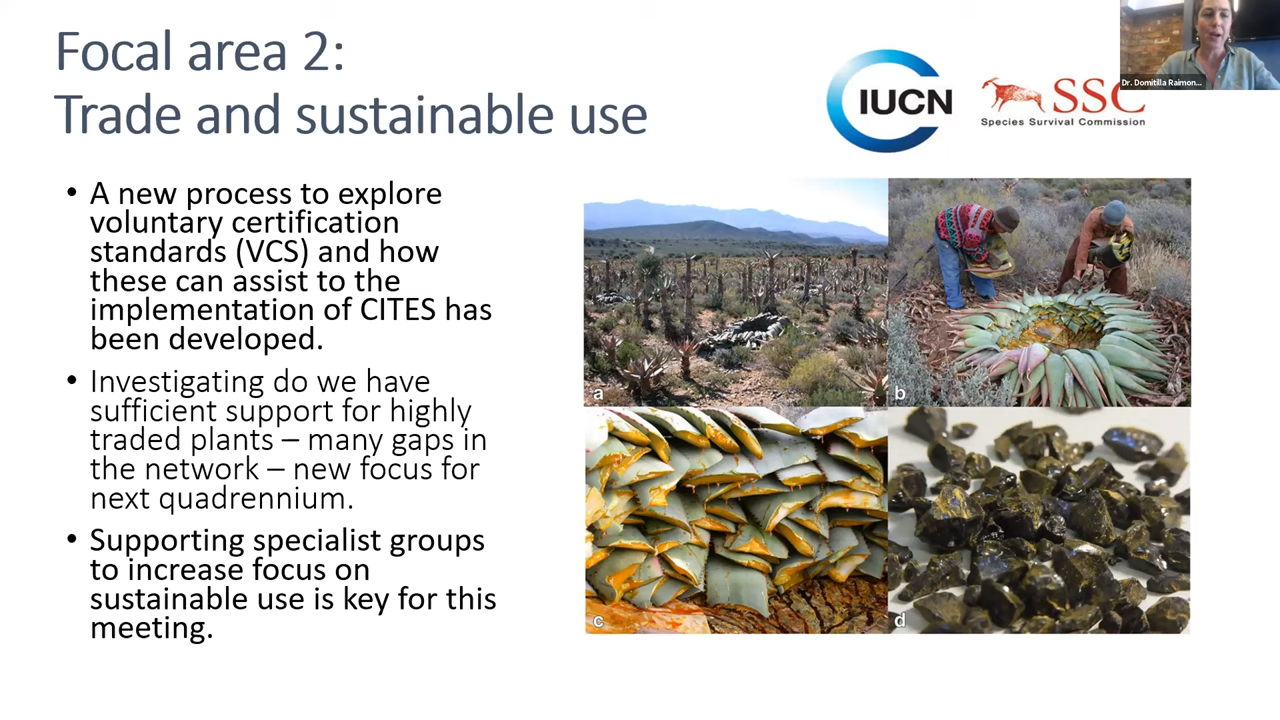 Focal area 2:
Trade and sustainable use
IUCN
SSC
Species Survival Commission
Dr. Domitilla Raimon...
• A new process to explore
voluntary certification
standards (VCS) and how
these can assist to the
implementation of CITES has
been developed.
• Investigating do we have
sufficient support for highly
traded plants – many gaps in
the network – new focus for
next quadrennium.
• Supporting specialist groups
to increase focus on
sustainable use is key for this
meeting.
a
b
c
d